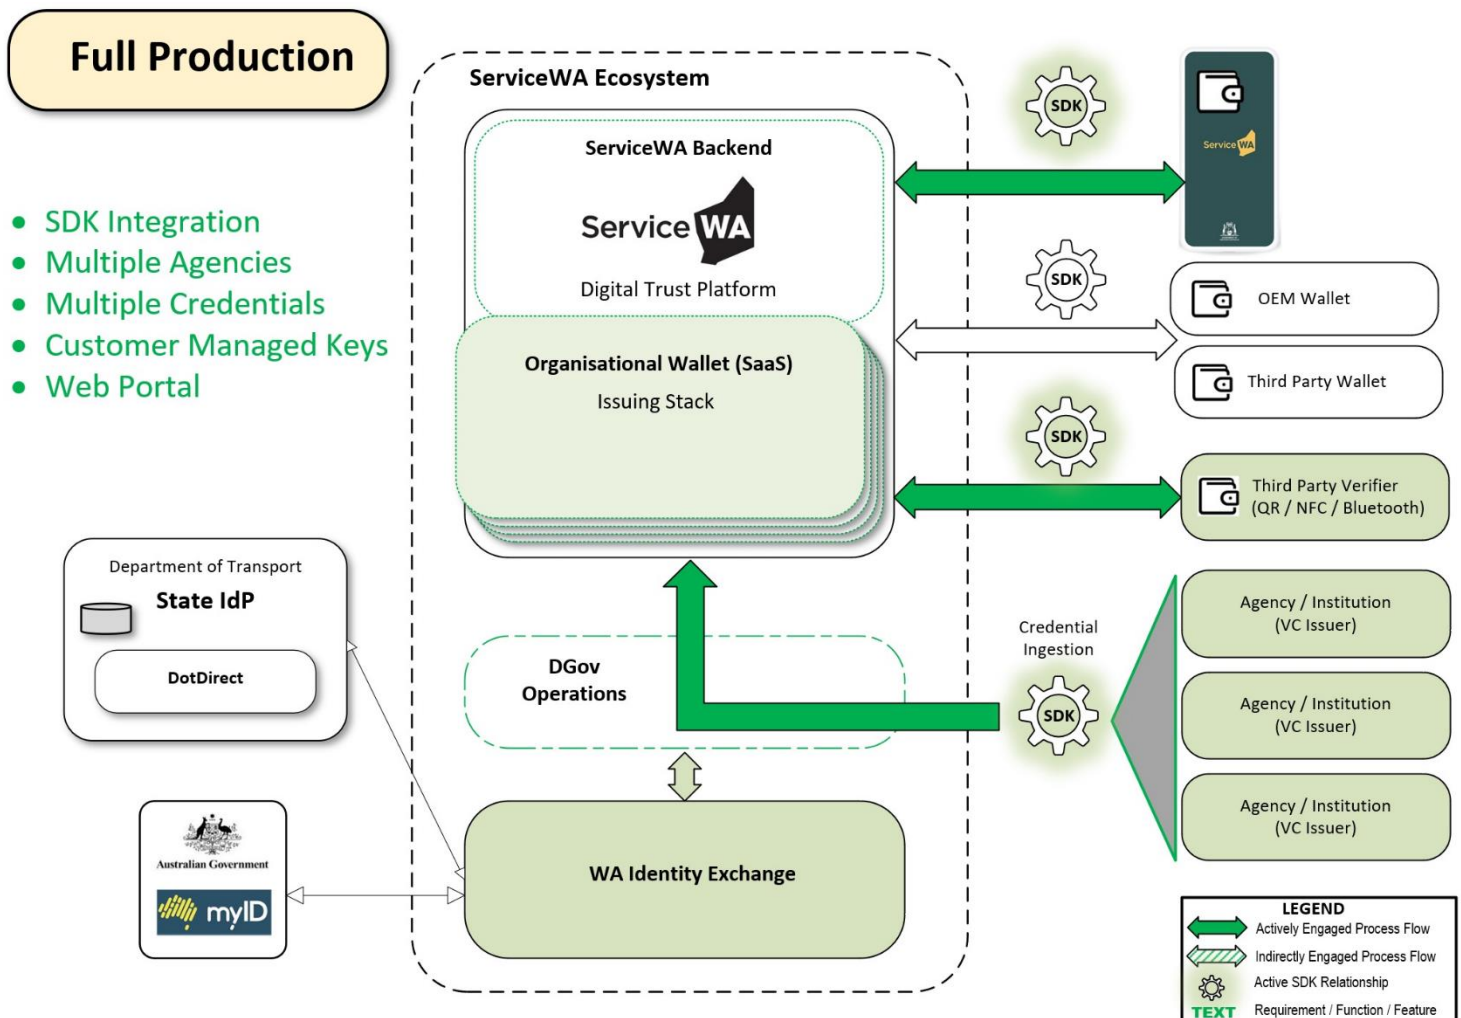 Full Production
SDK Integration
Multiple Agencies
Multiple Credentials
Customer Managed Keys
Web Portal
ServiceWA Ecosystem
ServiceWA Backend
Service WA
Digital Trust Platform
Organisational Wallet (SaaS)
Issuing Stack
DGov
Operations
WA Identity Exchange
Department of Transport
State IdP
DotDirect
Australian Government
myID
SDK
Service WA
SDK
OEM Wallet
Third Party Wallet
SDK
Third Party Verifier
(QR / NFC / Bluetooth)
Credential
Ingestion
SDK
Agency / Institution
(VC Issuer)
Agency / Institution
(VC Issuer)
Agency / Institution
(VC Issuer)
LEGEND
Actively Engaged Process Flow
Indirectly Engaged Process Flow
Active SDK Relationship
TEXT Requirement / Function / Feature